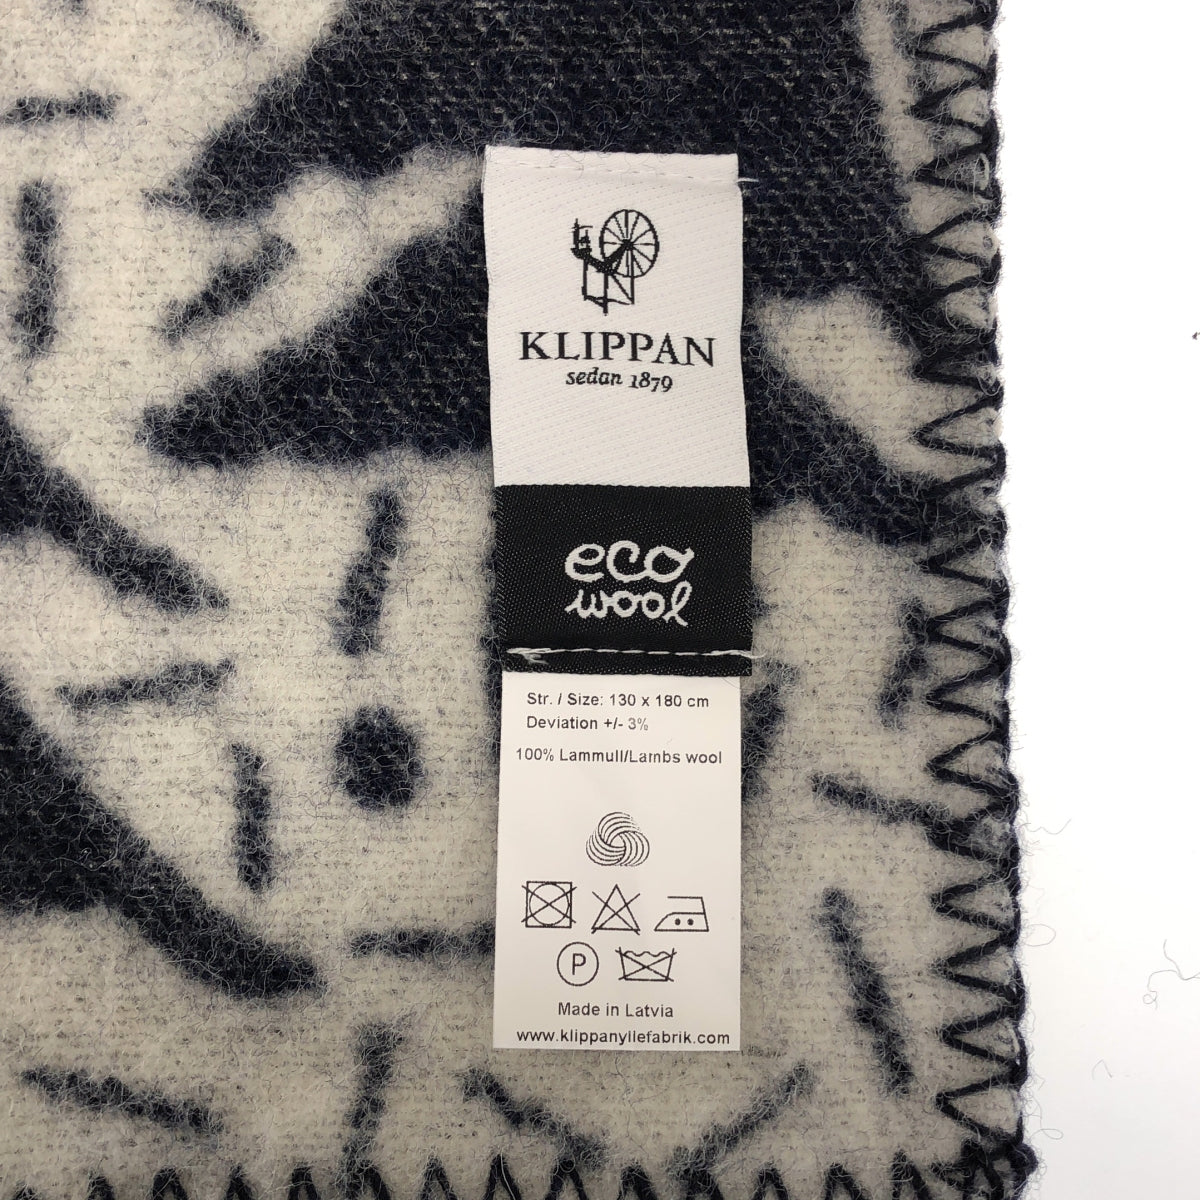 KLIPPAN
sedan 1879
eco
wool
Str. / Size: 130 x 180 cm
Deviation +/- 3%
100% Lammull/Lambs wool
P
Made in Latvia
www.klippanyllefabrik.com